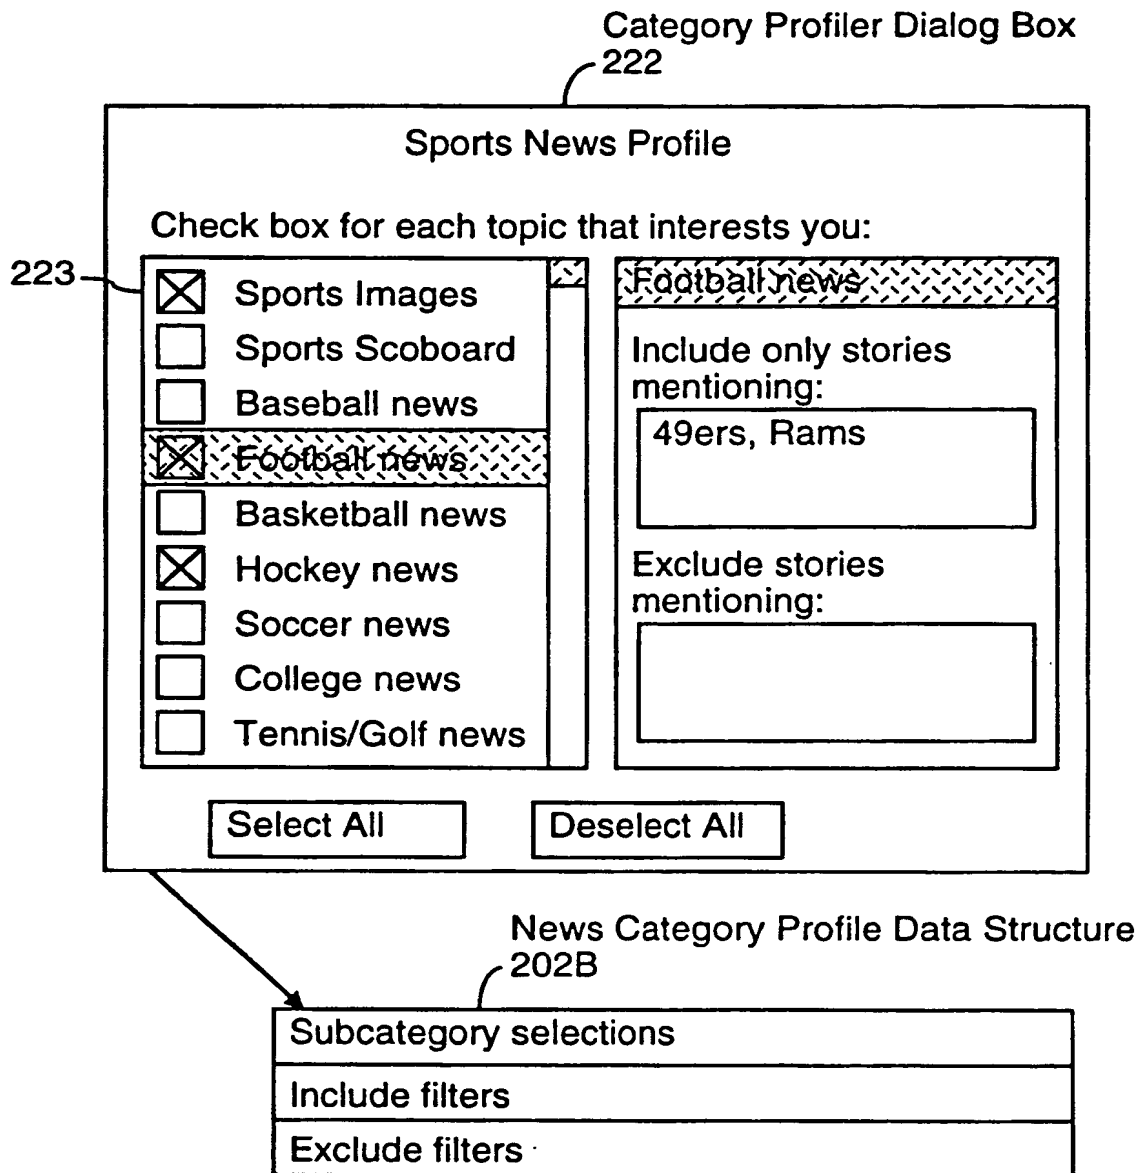 Category Profiler Dialog Box
222
Sports News Profile
Check box for each topic that interests you:
223
Sports Images
Sports Scoboard
Baseball news
Football news
Basketball news
Hockey news
Soccer news
College news
Tennis/Golf news
Football news
Include only stories
mentioning:
49ers, Rams
Exclude stories
mentioning:
Select All
Deselect All
News Category Profile Data Structure
202B
Subcategory selections
Include filters
Exclude filters